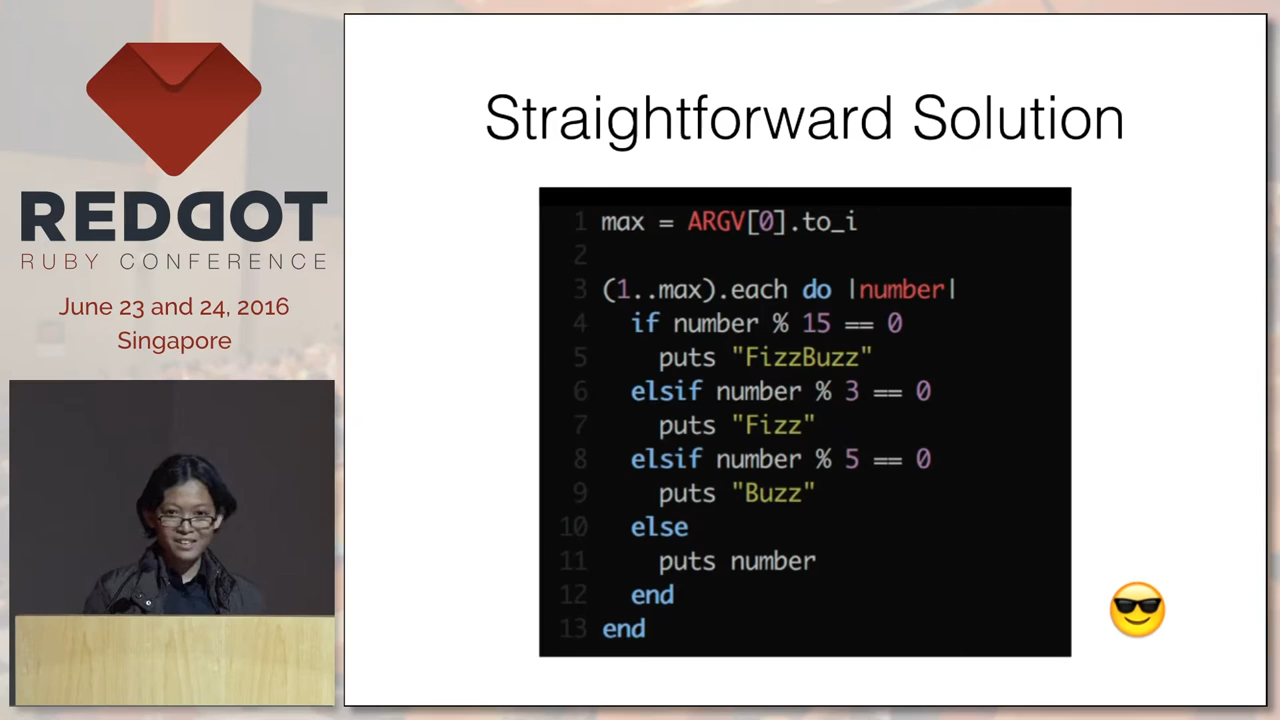 REDDOT
RUBY CONFERENCE
June 23 and 24, 2016
Singapore
Straightforward Solution
1 max = ARGV[0].to_i
2
3 (1..max).each do |number|
4   if number % 15 == 0
5     puts "FizzBuzz"
6   elsif number % 3 == 0
7     puts "Fizz"
8   elsif number % 5 == 0
9     puts "Buzz"
10   else
11     puts number
12   end
13 end